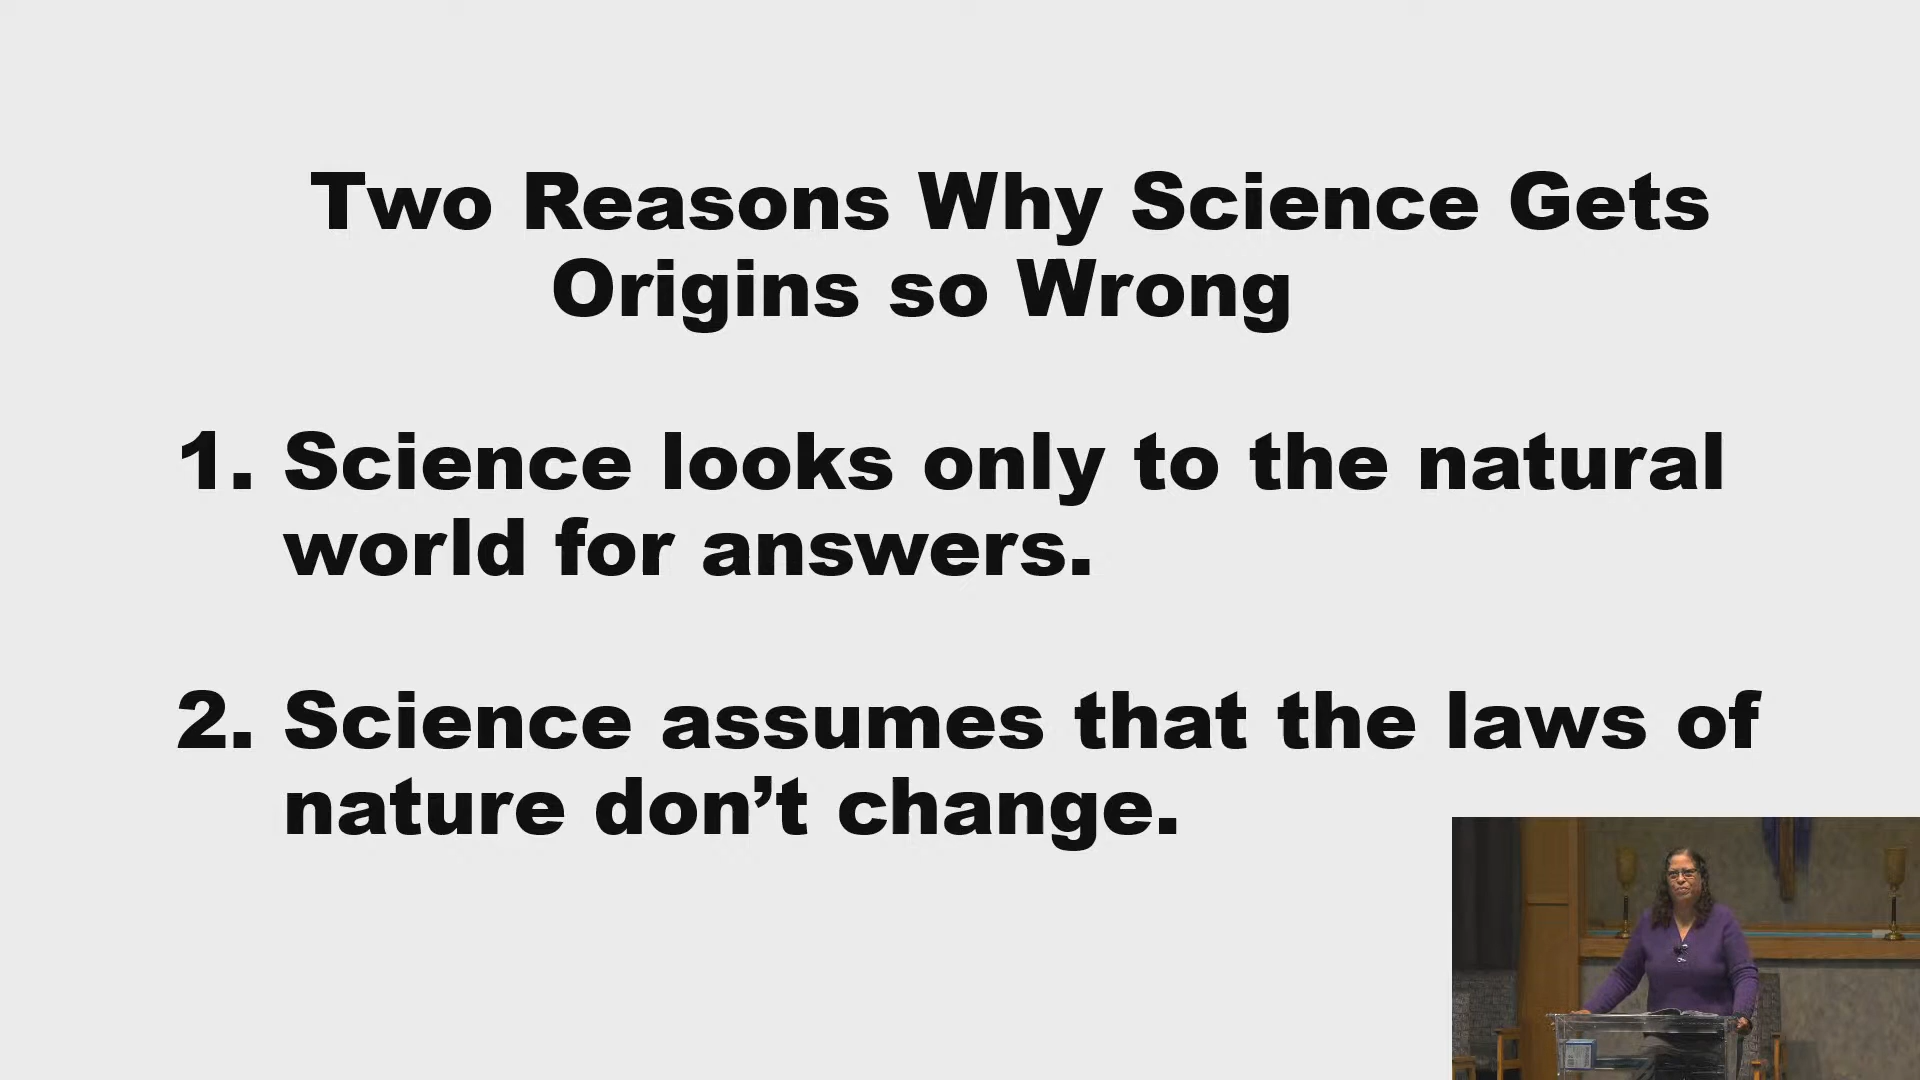 Two Reasons Why Science Gets
Origins so Wrong
1. Science looks only to the natural
world for answers.
2. Science assumes that the laws of
nature don’t change.